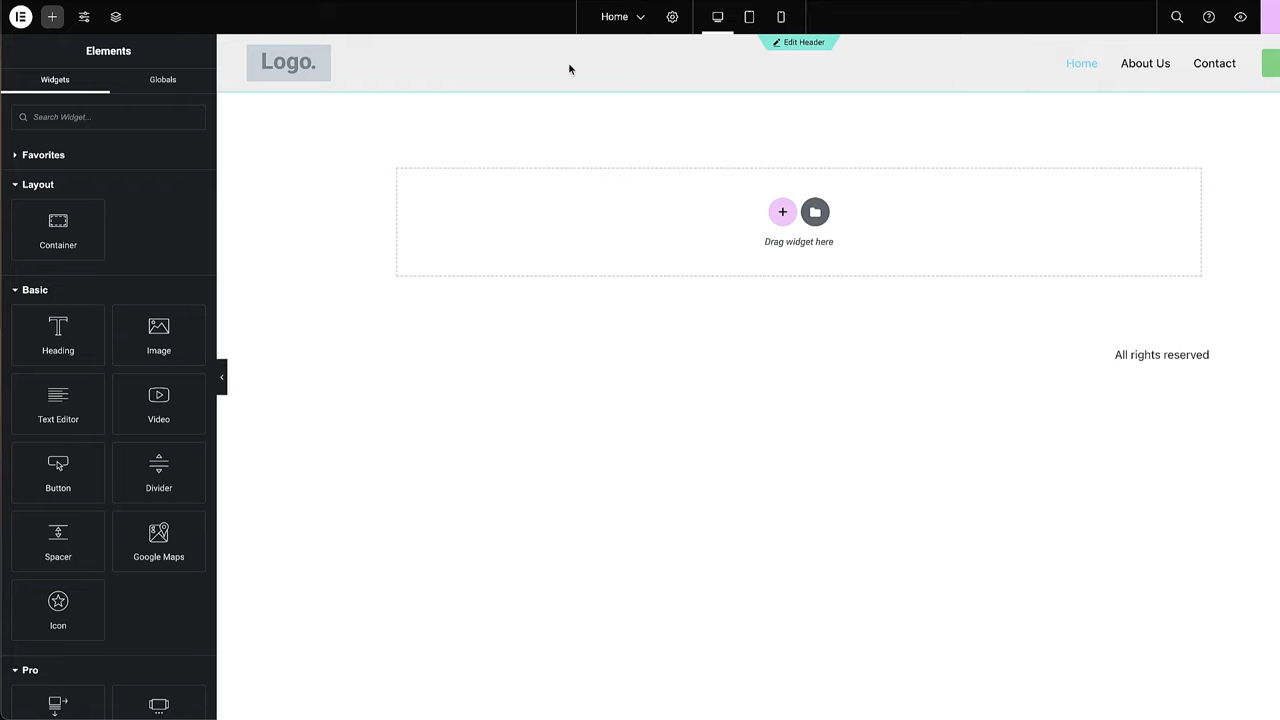 Home
Elements
Widgets
Globals
Search Widget...
Favorites
Layout
Container
Basic
Heading
Image
Text Editor
Video
Button
Divider
Spacer
Google Maps
Icon
Pro
Edit Header
Logo.
Home
About Us
Contact
Drag widget here
All rights reserved